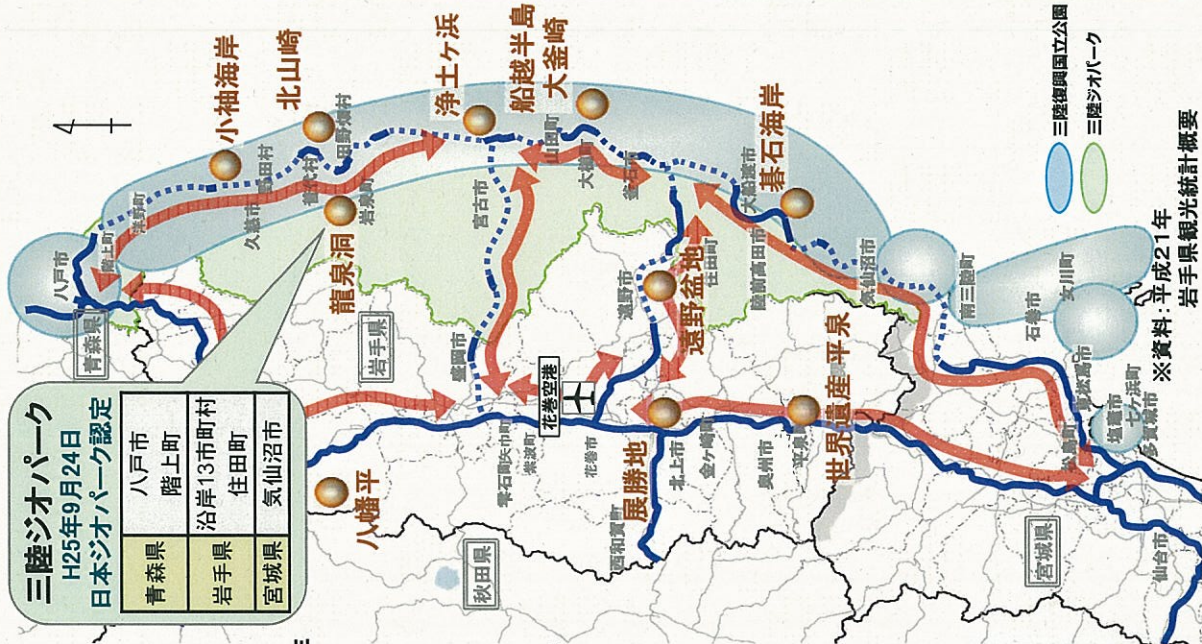 三陸ジオパーク
H25年9月24日
日本ジオパーク認定
青森県
八戸市
階上町
岩手県
沿岸13市町村
住田町
宮城県
気仙沼市
八戸市
青森県
階上町
洋野町
小袖海岸
久慈市
野田村
北山崎
普代村
田野畑村
龍泉洞
岩泉町
岩手県
浄土ヶ浜
宮古市
盛岡市
八幡平
雫石町
矢巾町
紫波町
船越半島
大釜崎
山田町
大槌町
釜石市
花巻空港
花巻市
秋田県
遠野市
遠野盆地
住田町
展勝地
北上市
西和賀町
金ヶ崎町
大船渡市
碁石海岸
陸前高田市
奥州市
平泉町
世界遺産平泉
気仙沼市
南三陸町
石巻市
女川町
東松島市
松島町
塩竈市
七ヶ浜町
多賀城市
宮城県
仙台市
三陸復興国立公園
三陸ジオパーク
※資料：平成21年
岩手県観光統計概要